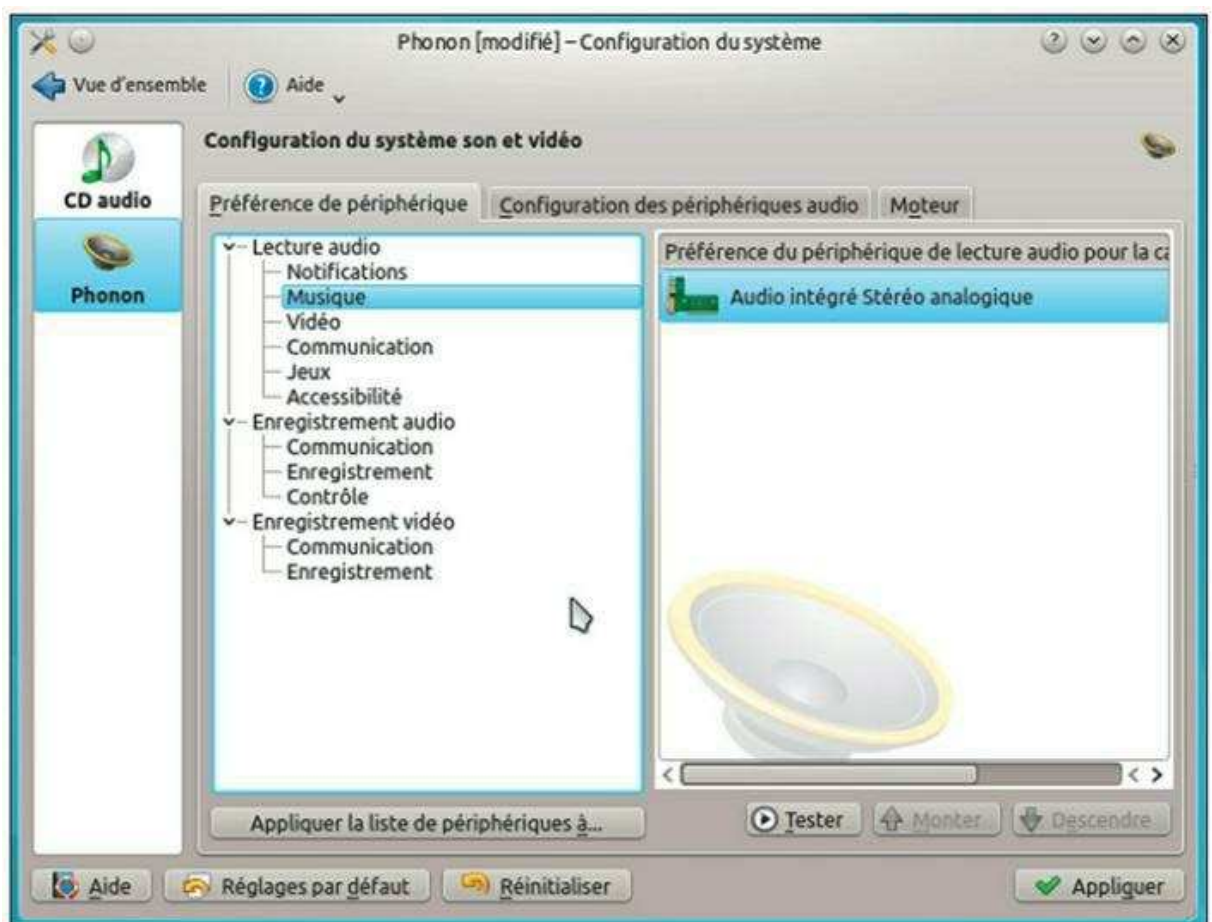 Phonon [modifié] – Configuration du système
Vue d'ensemble Aide
Configuration du système son et vidéo
CD audio
Phonon
Préférence de périphérique Configuration des périphériques audio Moteur
Lecture audio
Notifications
Musique
Vidéo
Communication
Jeux
Accessibilité
Enregistrement audio
Communication
Enregistrement
Contrôle
Enregistrement vidéo
Communication
Enregistrement
Préférence du périphérique de lecture audio pour la ca
Audio intégré Stéréo analogique
Appliquer la liste de périphériques à...
Tester Monter Descendre
Aide Réglages par défaut Réinitialiser Appliquer